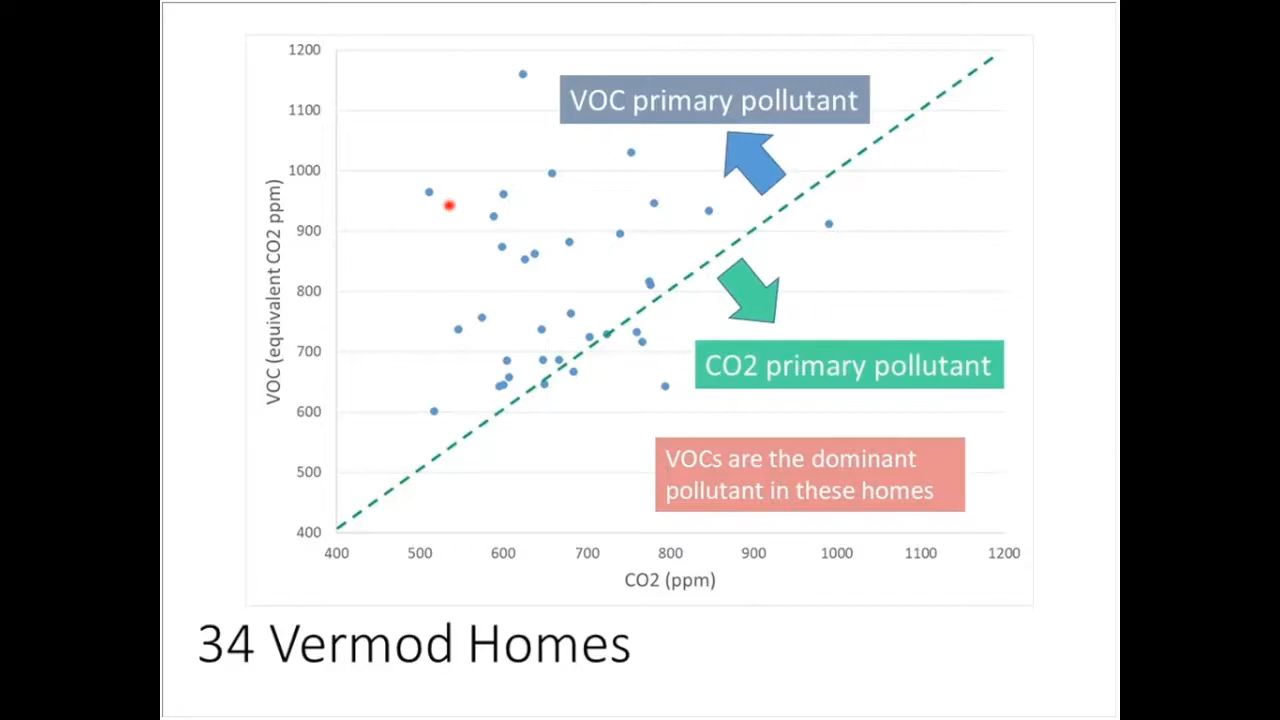 1200
1100
1000
900
800
700
600
500
400
VOC (equivalent CO2 ppm)
VOC primary pollutant
CO2 primary pollutant
VOCs are the dominant
pollutant in these homes
400 500 600 700 800 900 1000 1100 1200
CO2 (ppm)
34 Vermod Homes